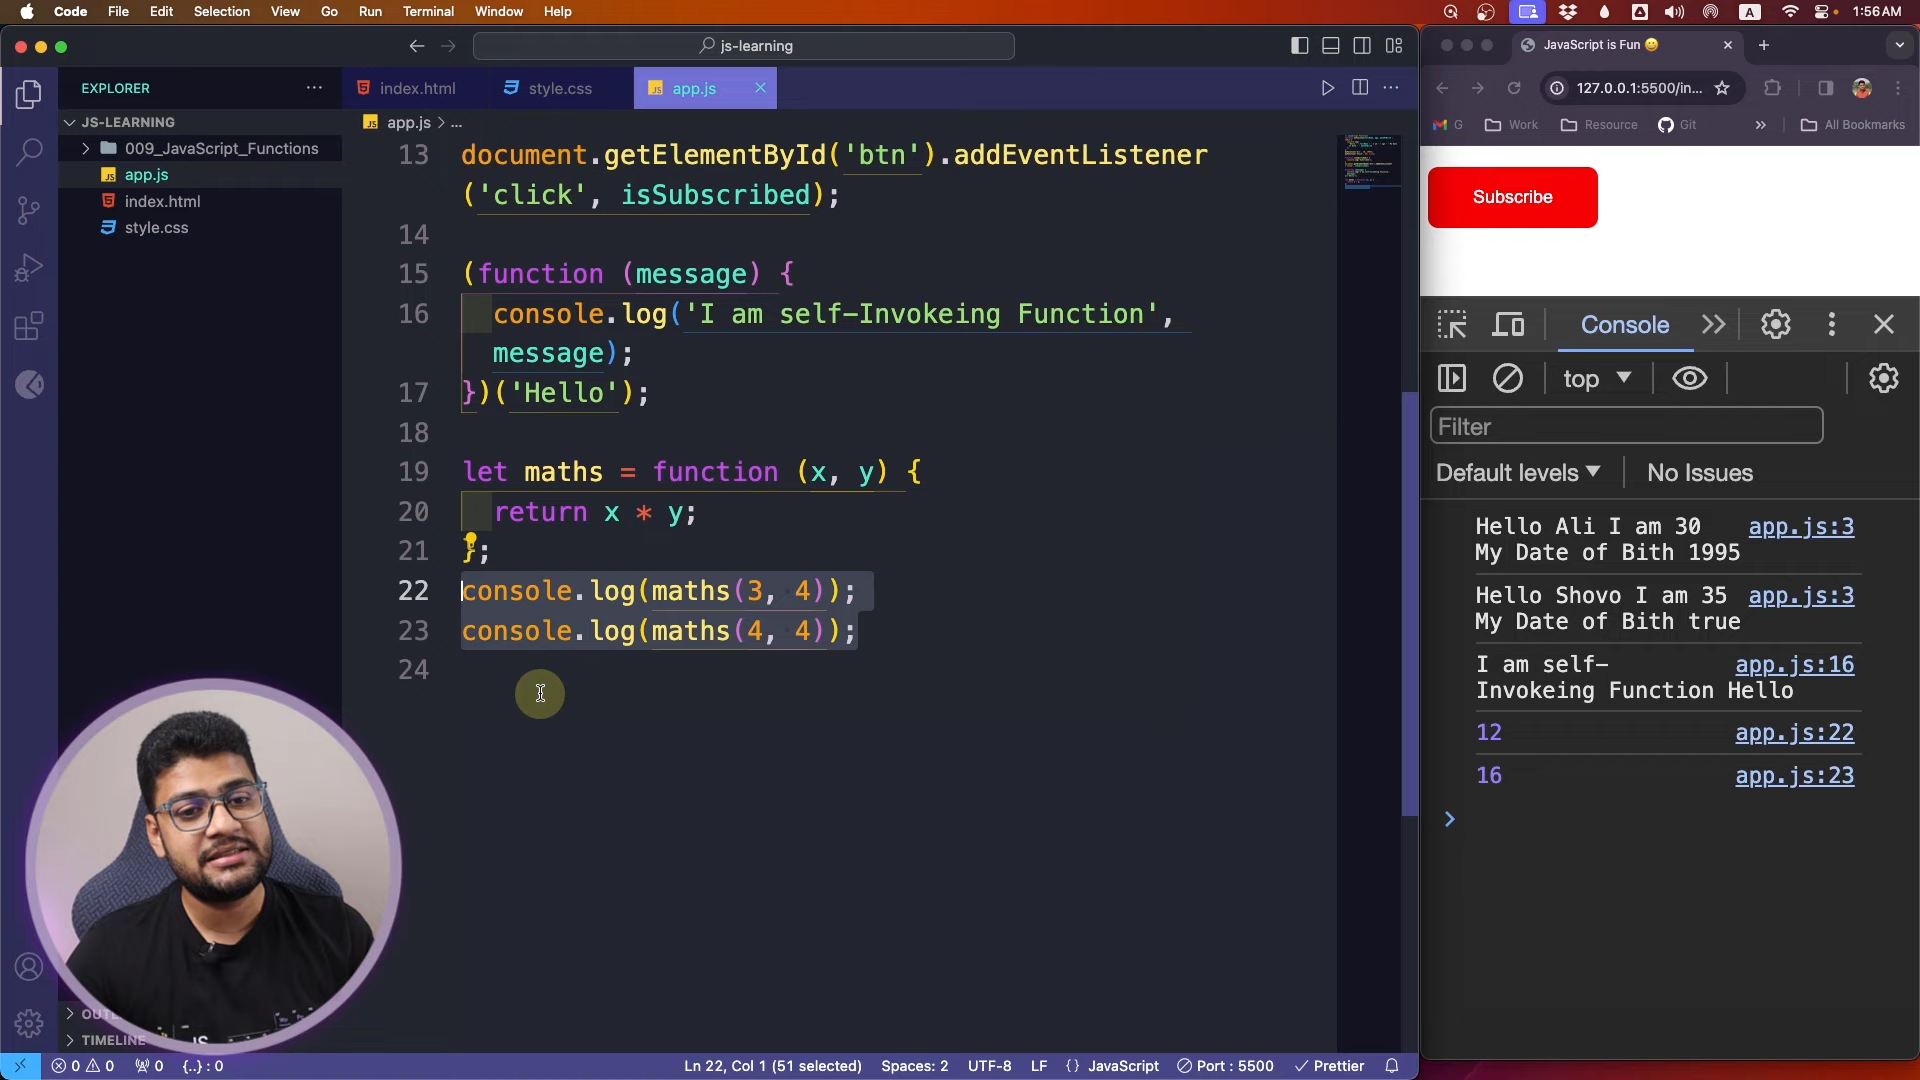 Code File Edit Selection View Go Run Terminal Window Help
A
1:56 AM
js-learning
EXPLORER
JS-LEARNING
009_JavaScript_Functions
app.js
index.html
style.css
TIMELINE
index.html
style.css
app.js
app.js > ...
13 document.getElementById('btn').addEventListener
('click', isSubscribed);
14
15 (function (message) {
16 console.log('I am self-Invokeing Function',
message);
17 })('Hello');
18
19 let maths = function (x, y) {
20 return x * y;
21 };
22 console.log(maths(3, 4));
23 console.log(maths(4, 4));
24
0 0 0 {..} : 0
Ln 22, Col 1 (51 selected) Spaces: 2 UTF-8 LF {} JavaScript Port : 5500 Prettier
JavaScript is Fun 😀
127.0.0.1:5500/in...
G Work Resource Git » All Bookmarks
Subscribe
Console
top
Filter
Default levels No Issues
Hello Ali I am 30 app.js:3
My Date of Bith 1995
Hello Shovo I am 35 app.js:3
My Date of Bith true
I am self- app.js:16
Invokeing Function Hello
12 app.js:22
16 app.js:23